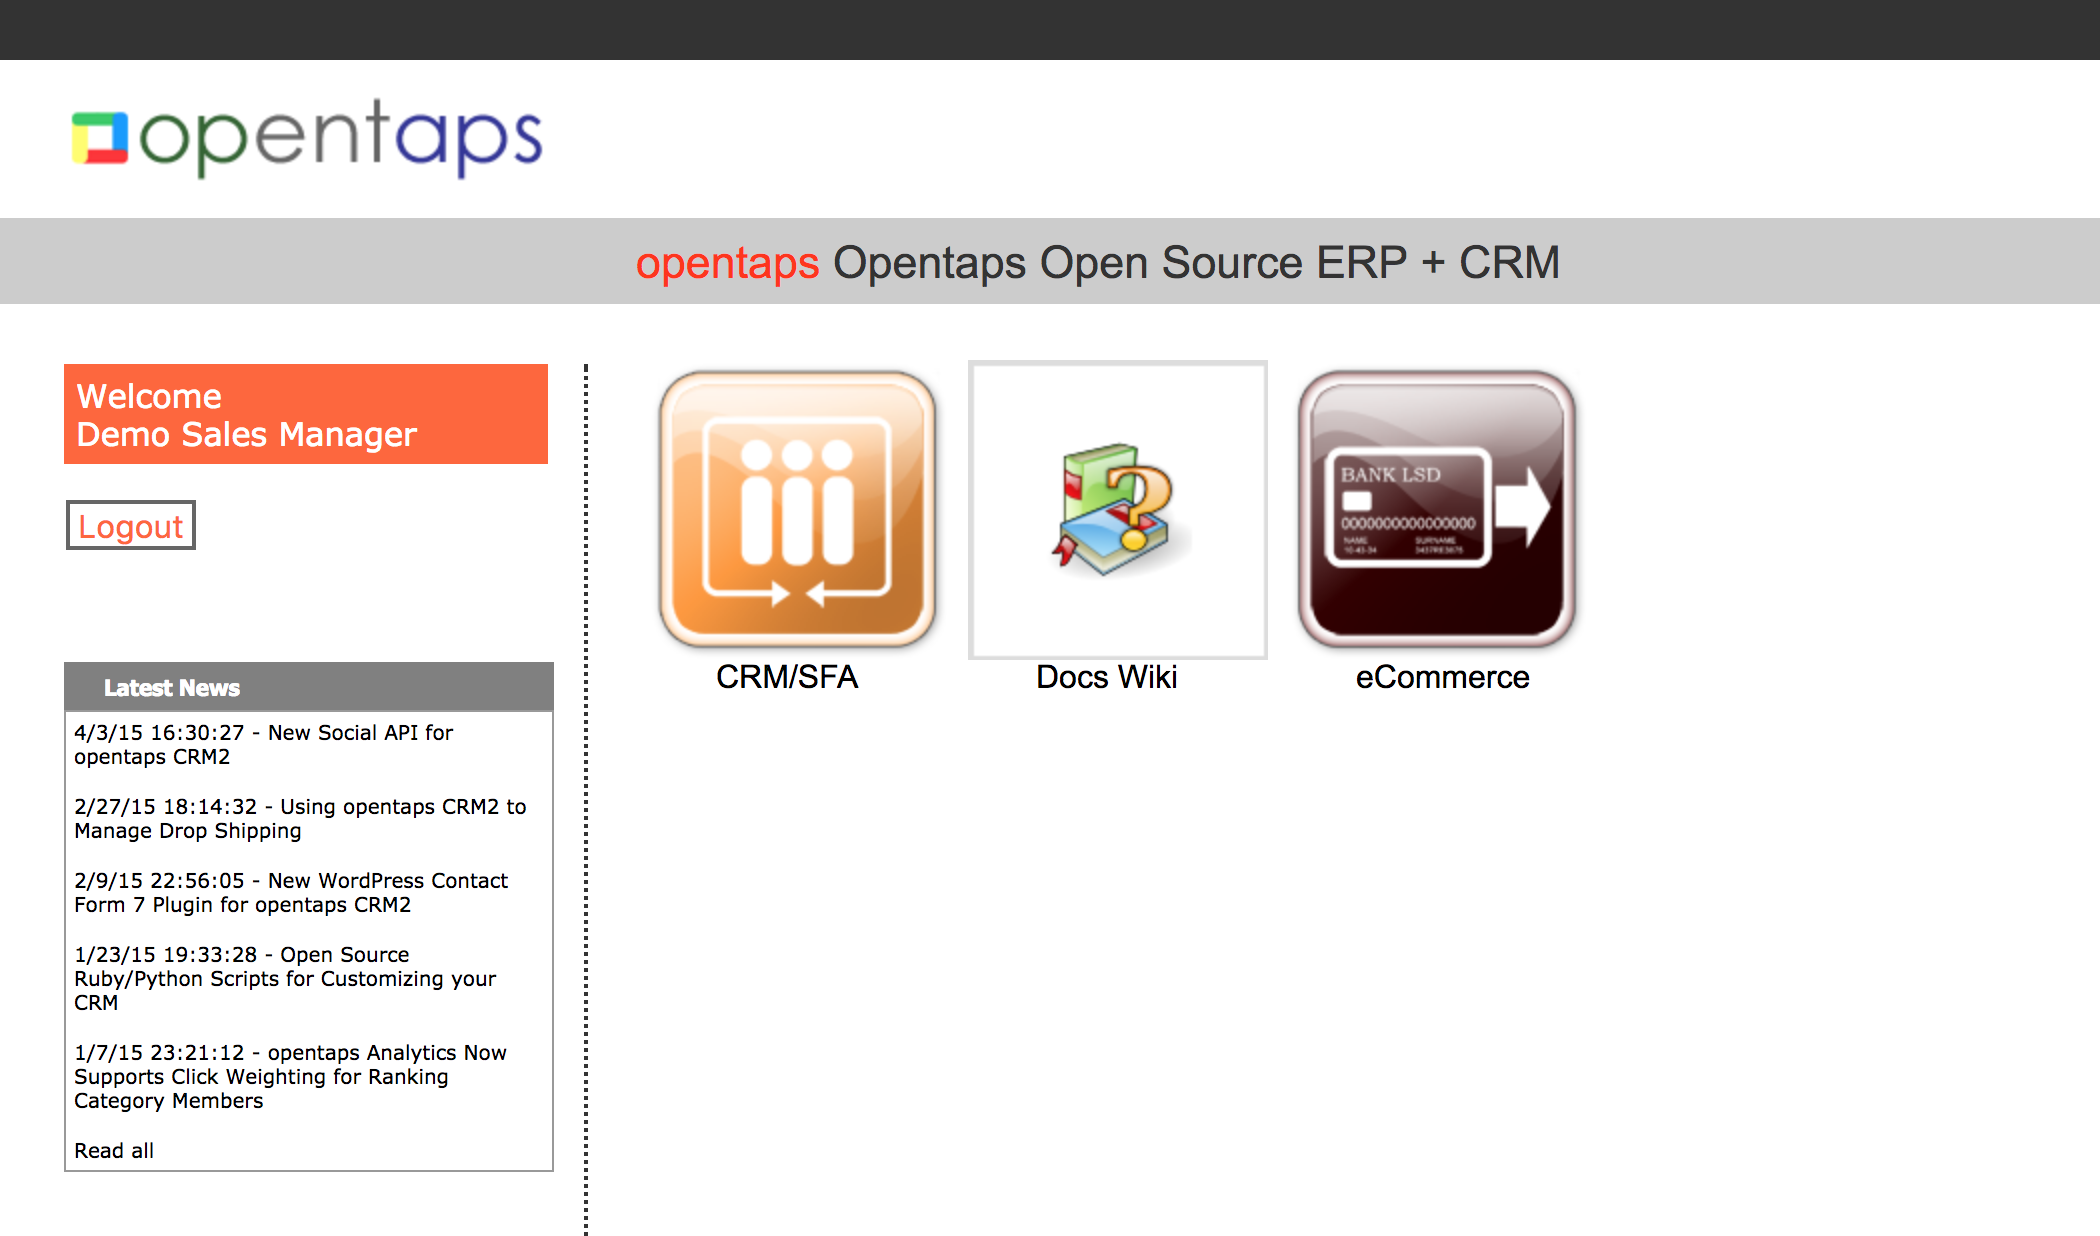 opentaps
opentaps Opentaps Open Source ERP + CRM
Welcome
Demo Sales Manager
Logout
BANK LSD
0000000000000000
NAME SURNAME
CRM/SFA
Docs Wiki
eCommerce
Latest News
4/3/15 16:30:27 - New Social API for
opentaps CRM2
2/27/15 18:14:32 - Using opentaps CRM2 to
Manage Drop Shipping
2/9/15 22:56:05 - New WordPress Contact
Form 7 Plugin for opentaps CRM2
1/23/15 19:33:28 - Open Source
Ruby/Python Scripts for Customizing your
CRM
1/7/15 23:21:12 - opentaps Analytics Now
Supports Click Weighting for Ranking
Category Members
Read all